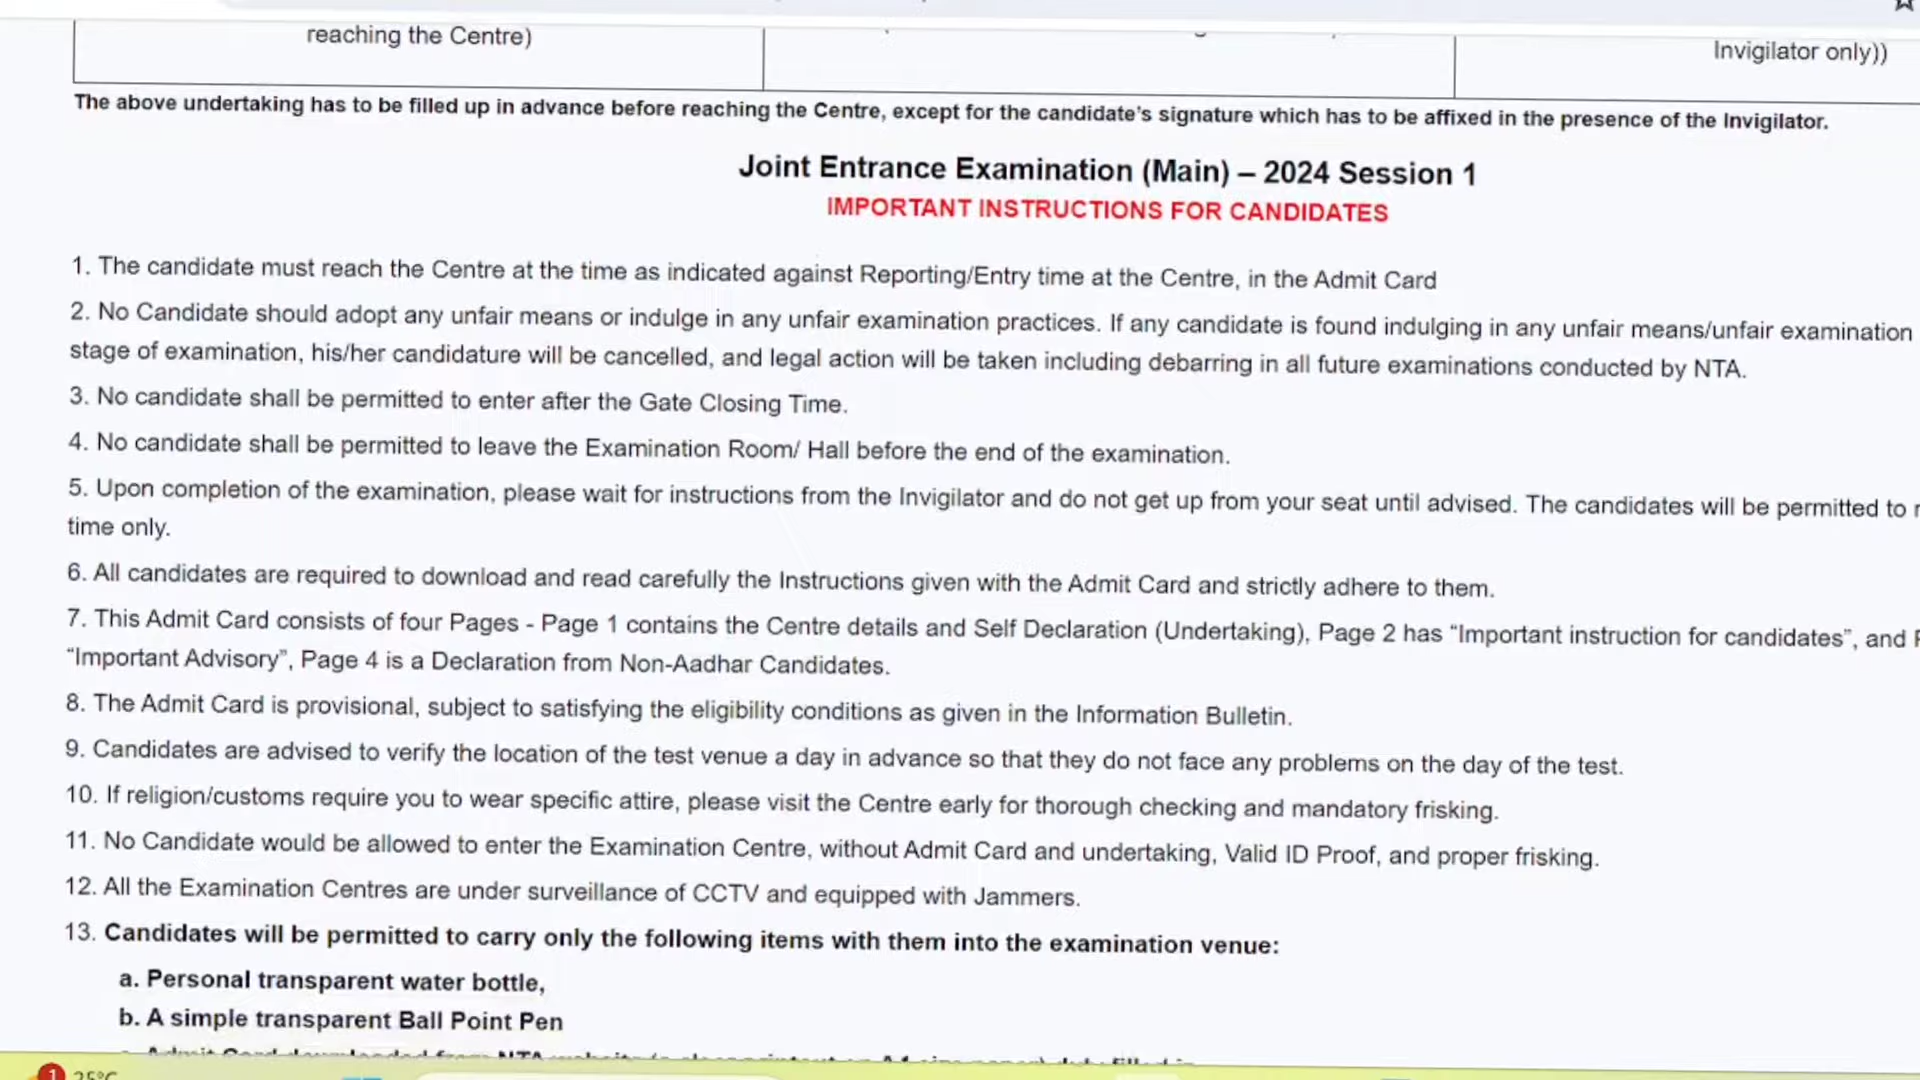 reaching the Centre)
Invigilator only))
The above undertaking has to be filled up in advance before reaching the Centre, except for the candidate's signature which has to be affixed in the presence of the Invigilator.
Joint Entrance Examination (Main) – 2024 Session 1
IMPORTANT INSTRUCTIONS FOR CANDIDATES
1. The candidate must reach the Centre at the time as indicated against Reporting/Entry time at the Centre, in the Admit Card
2. No Candidate should adopt any unfair means or indulge in any unfair examination practices. If any candidate is found indulging in any unfair means/unfair examination
stage of examination, his/her candidature will be cancelled, and legal action will be taken including debarring in all future examinations conducted by NTA.
3. No candidate shall be permitted to enter after the Gate Closing Time.
4. No candidate shall be permitted to leave the Examination Room/ Hall before the end of the examination.
5. Upon completion of the examination, please wait for instructions from the Invigilator and do not get up from your seat until advised. The candidates will be permitted to
time only.
6. All candidates are required to download and read carefully the Instructions given with the Admit Card and strictly adhere to them.
7. This Admit Card consists of four Pages - Page 1 contains the Centre details and Self Declaration (Undertaking), Page 2 has “Important instruction for candidates”, and
“Important Advisory”, Page 4 is a Declaration from Non-Aadhar Candidates.
8. The Admit Card is provisional, subject to satisfying the eligibility conditions as given in the Information Bulletin.
9. Candidates are advised to verify the location of the test venue a day in advance so that they do not face any problems on the day of the test.
10. If religion/customs require you to wear specific attire, please visit the Centre early for thorough checking and mandatory frisking.
11. No Candidate would be allowed to enter the Examination Centre, without Admit Card and undertaking, Valid ID Proof, and proper frisking.
12. All the Examination Centres are under surveillance of CCTV and equipped with Jammers.
13. Candidates will be permitted to carry only the following items with them into the examination venue:
a. Personal transparent water bottle,
b. A simple transparent Ball Point Pen
1
25°C